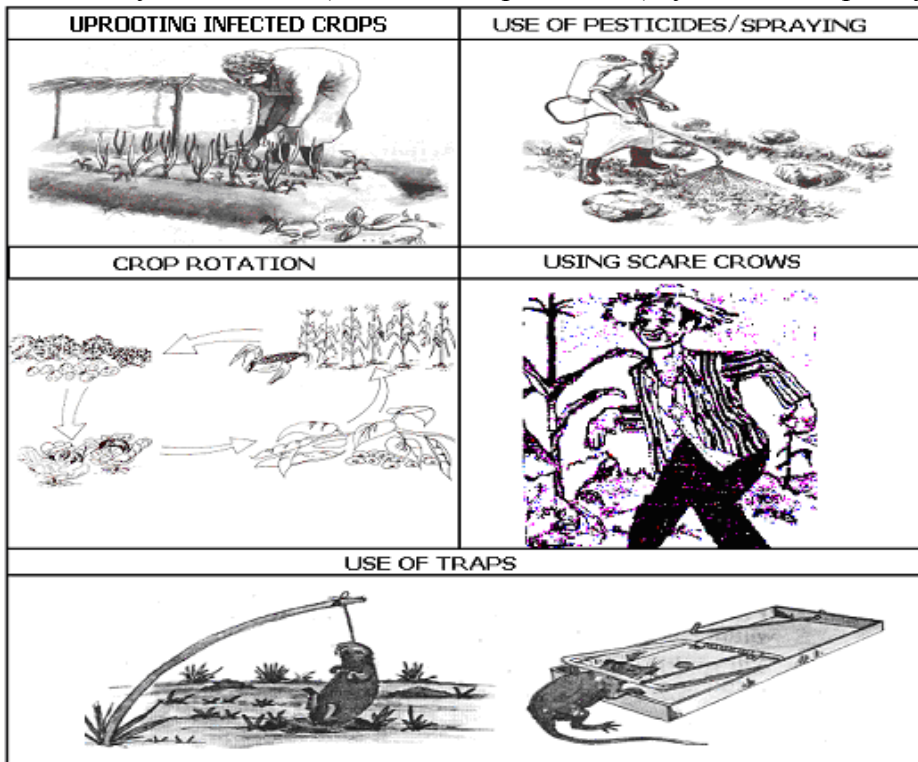 UPROOTING INFECTED CROPS
USE OF PESTICIDES/SPRAYING
CROP ROTATION
USING SCARE CROWS
USE OF TRAPS